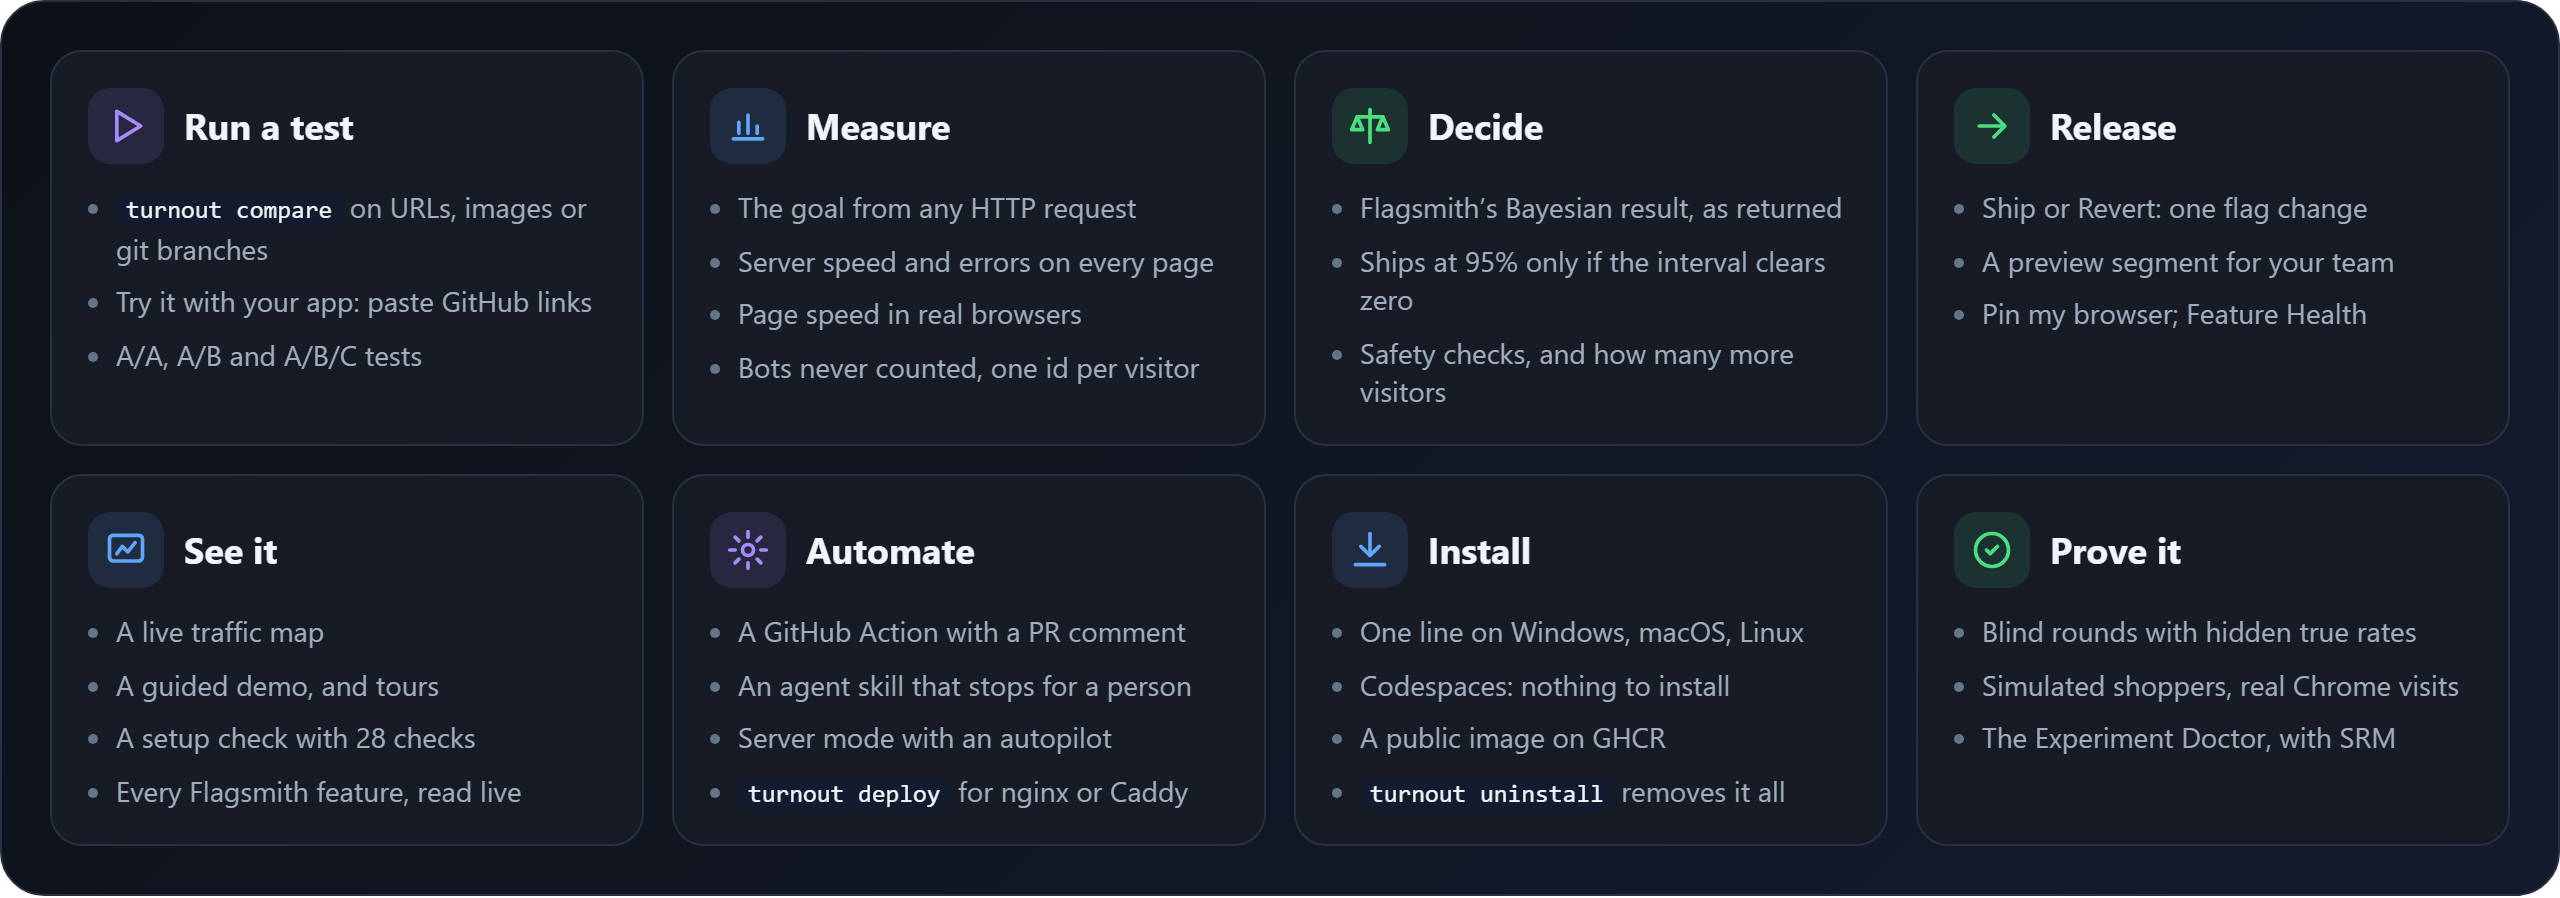 Run a test
turnout compare on URLs, images or
git branches
Try it with your app: paste GitHub links
A/A, A/B and A/B/C tests
Measure
The goal from any HTTP request
Server speed and errors on every page
Page speed in real browsers
Bots never counted, one id per visitor
Decide
Flagsmith’s Bayesian result, as returned
Ships at 95% only if the interval clears
zero
Safety checks, and how many more
visitors
Release
Ship or Revert: one flag change
A preview segment for your team
Pin my browser; Feature Health
See it
A live traffic map
A guided demo, and tours
A setup check with 28 checks
Every Flagsmith feature, read live
Automate
A GitHub Action with a PR comment
An agent skill that stops for a person
Server mode with an autopilot
turnout deploy for nginx or Caddy
Install
One line on Windows, macOS, Linux
Codespaces: nothing to install
A public image on GHCR
turnout uninstall removes it all
Prove it
Blind rounds with hidden true rates
Simulated shoppers, real Chrome visits
The Experiment Doctor, with SRM